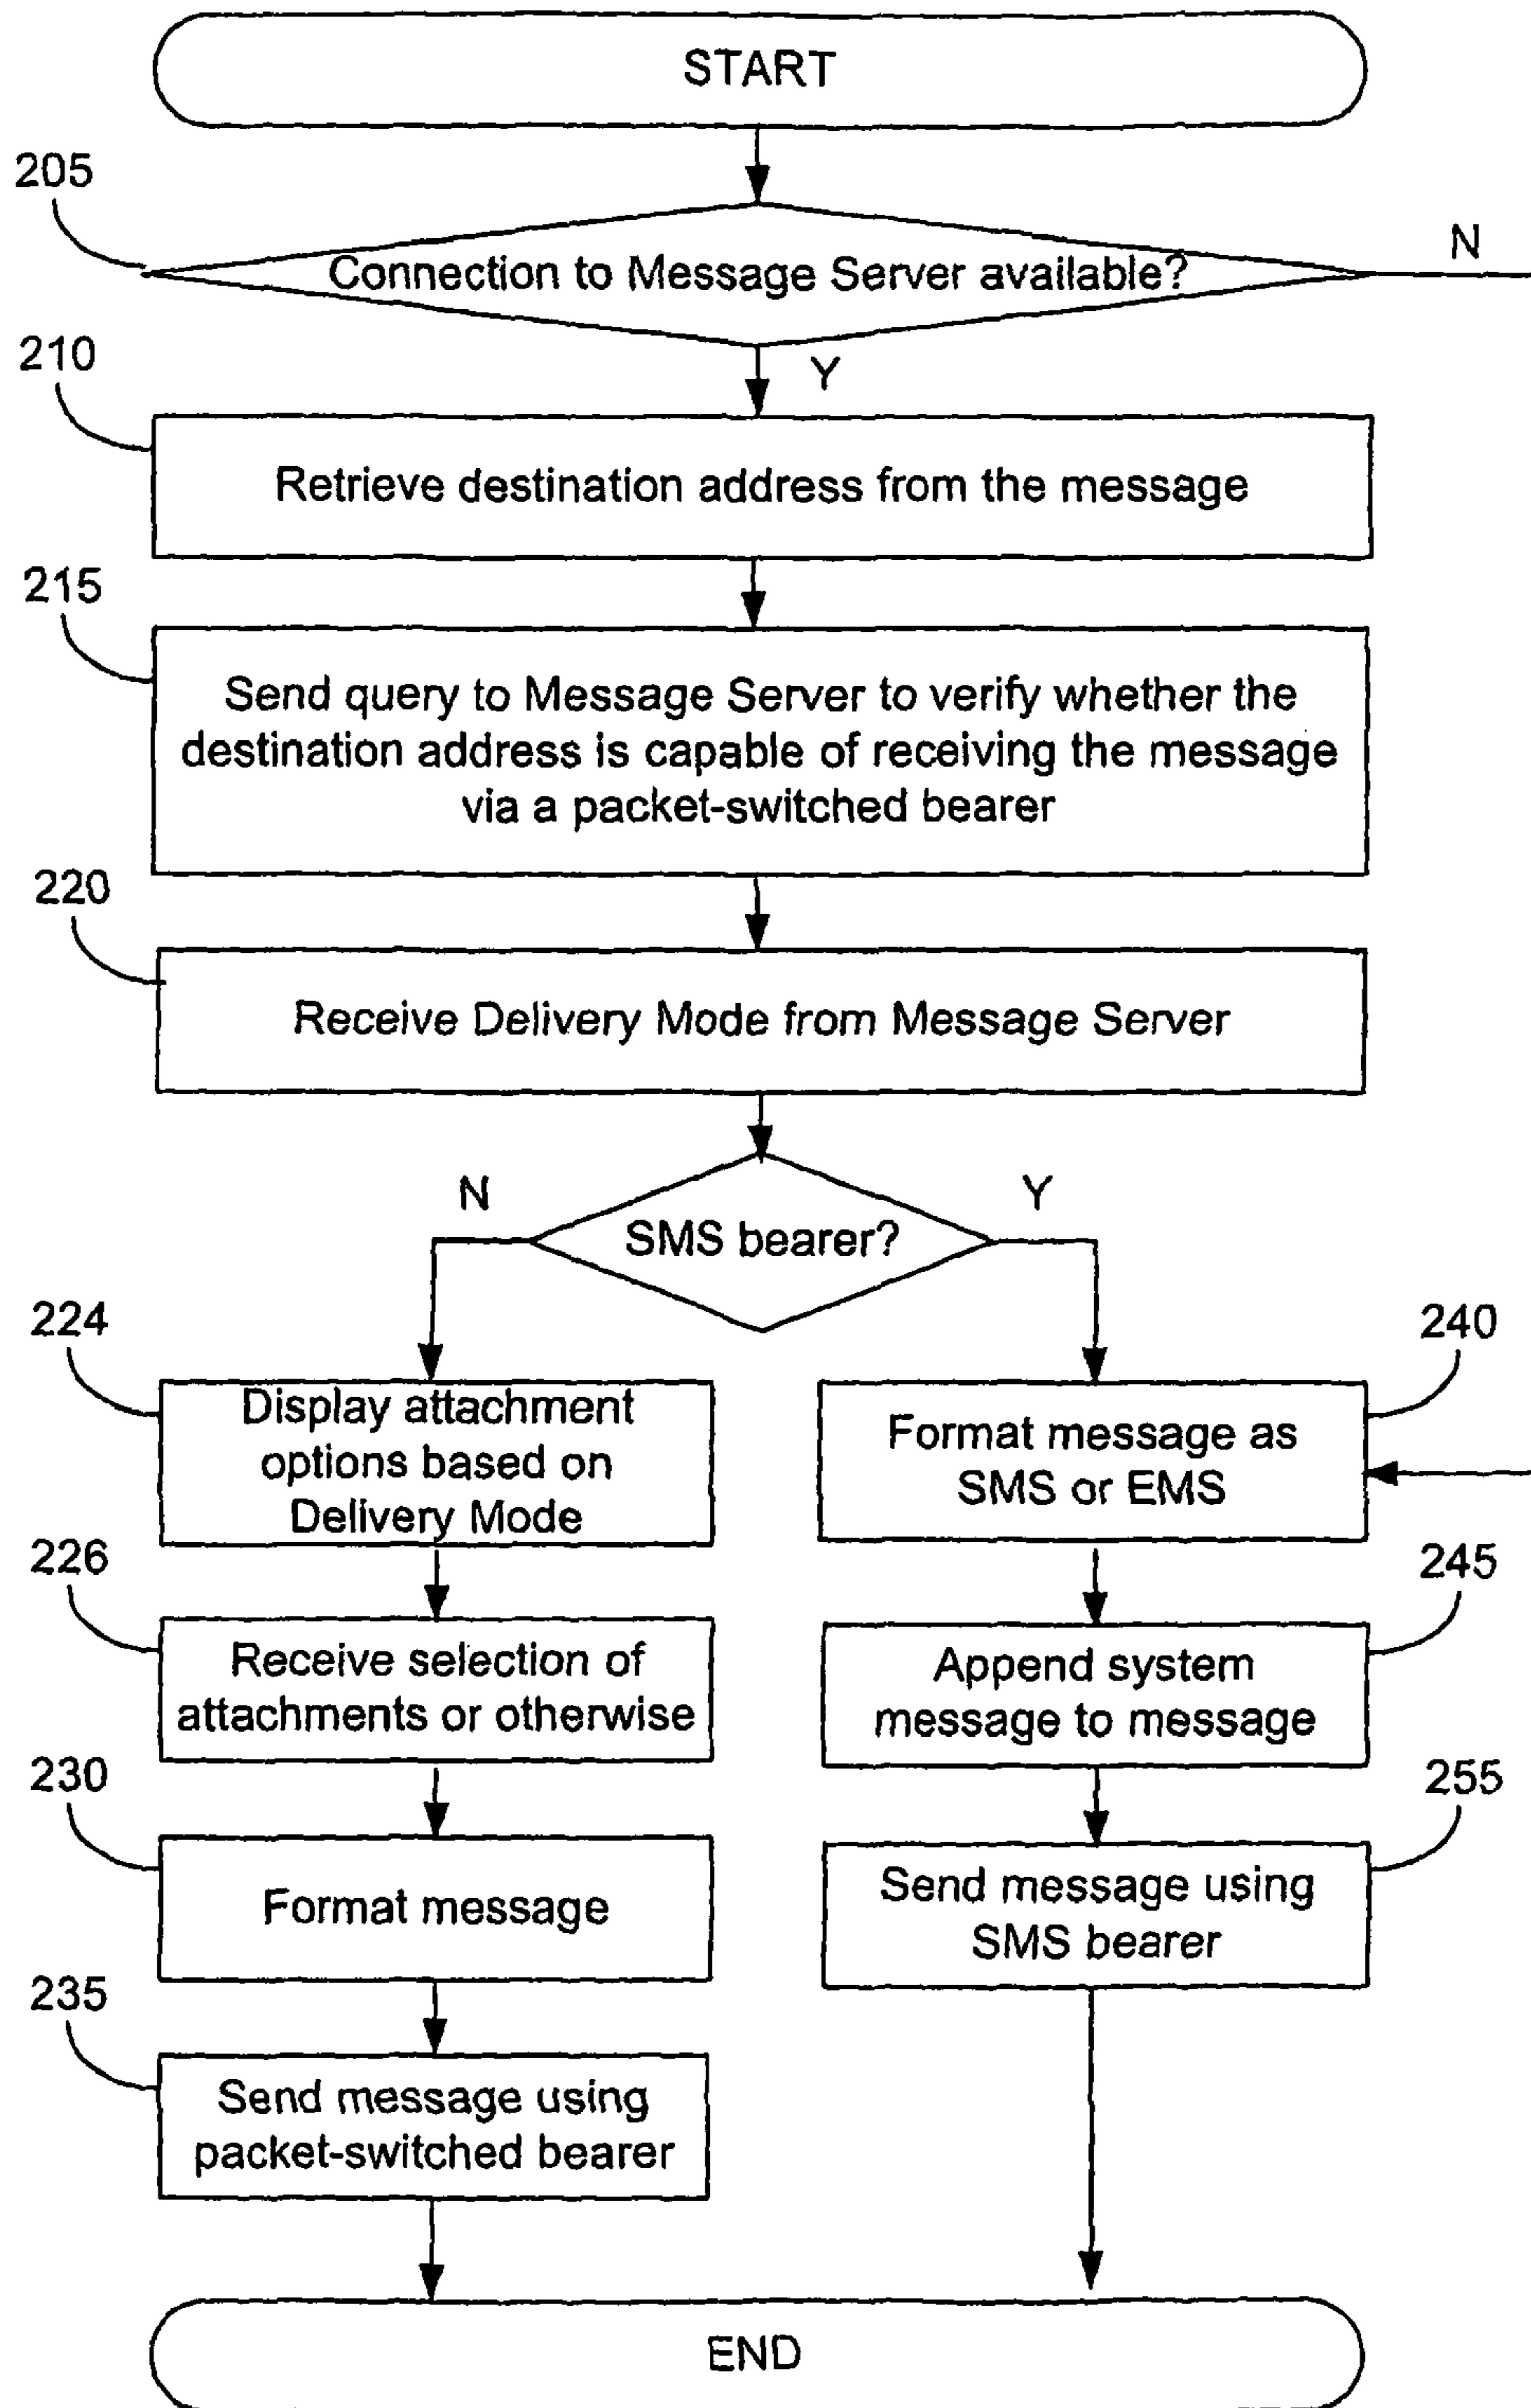 START
205
Connection to Message Server available?
N
210
Y
Retrieve destination address from the message
215
Send query to Message Server to verify whether the
destination address is capable of receiving the message
via a packet-switched bearer
220
Receive Delivery Mode from Message Server
N
Y
SMS bearer?
224
Display attachment
options based on
Delivery Mode
240
Format message as
SMS or EMS
226
Receive selection of
attachments or otherwise
245
Append system
message to message
230
Format message
255
Send message using
SMS bearer
235
Send message using
packet-switched bearer
END